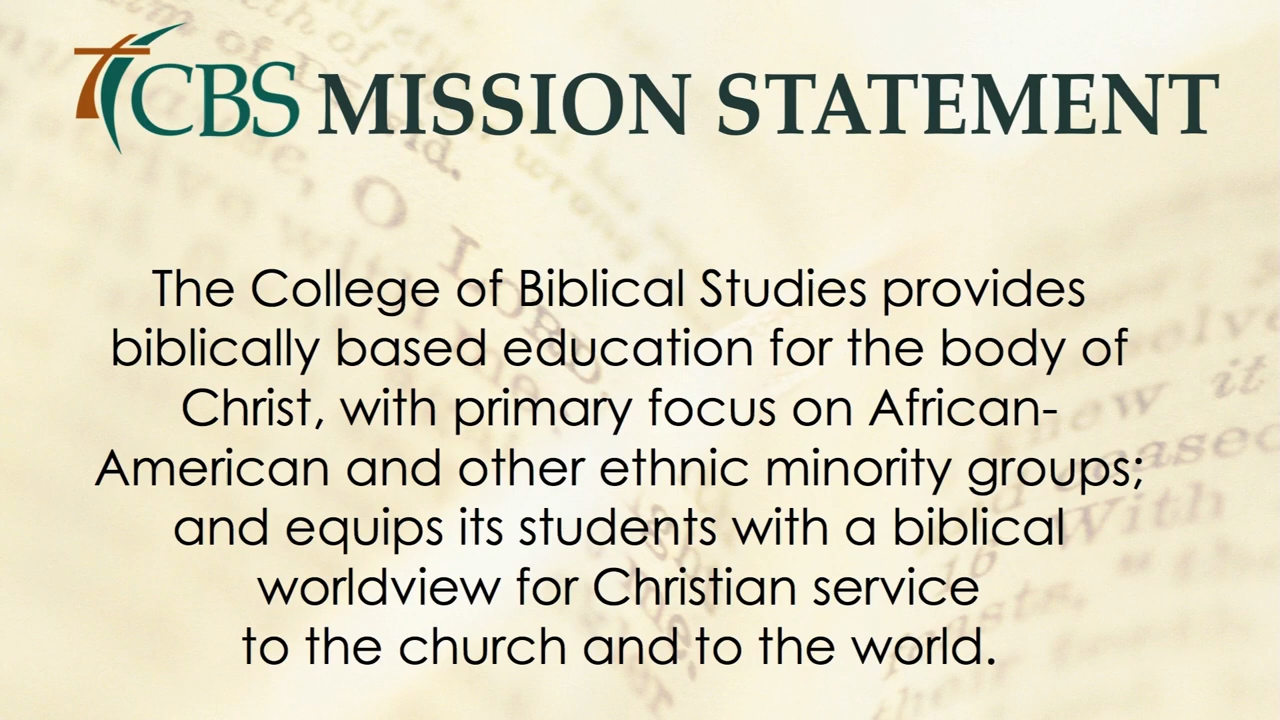 CBS MISSION STATEMENT
The College of Biblical Studies provides
biblically based education for the body of
Christ, with primary focus on African-
American and other ethnic minority groups;
and equips its students with a biblical
worldview for Christian service
to the church and to the world.